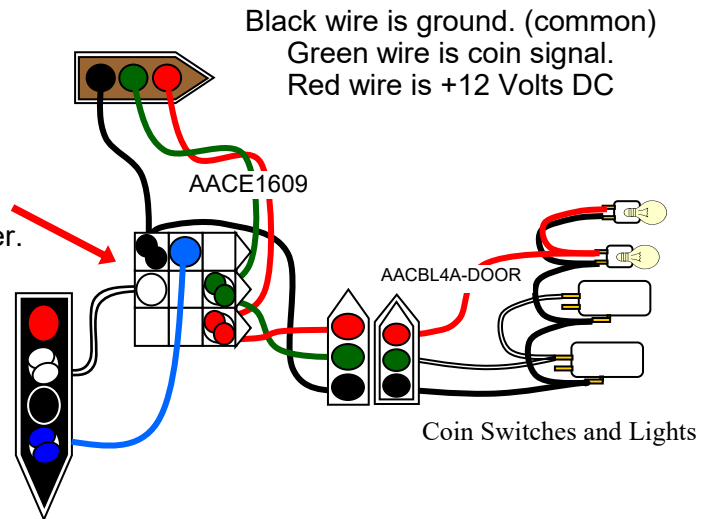 Black wire is ground. (common)
Green wire is coin signal.
Red wire is +12 Volts DC
AACE1609
er.
AACBL4A-DOOR
Coin Switches and Lights